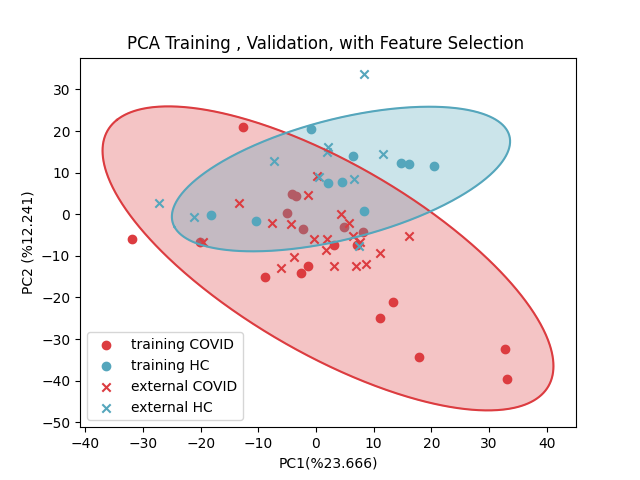 PCA Training , Validation, with Feature Selection
30
20
10
0
−10
−20
−30
−40
−50
PC2 (%12.241)
training COVID
training HC
external COVID
external HC
−40 −30 −20 −10 0 10 20 30 40
PC1(%23.666)